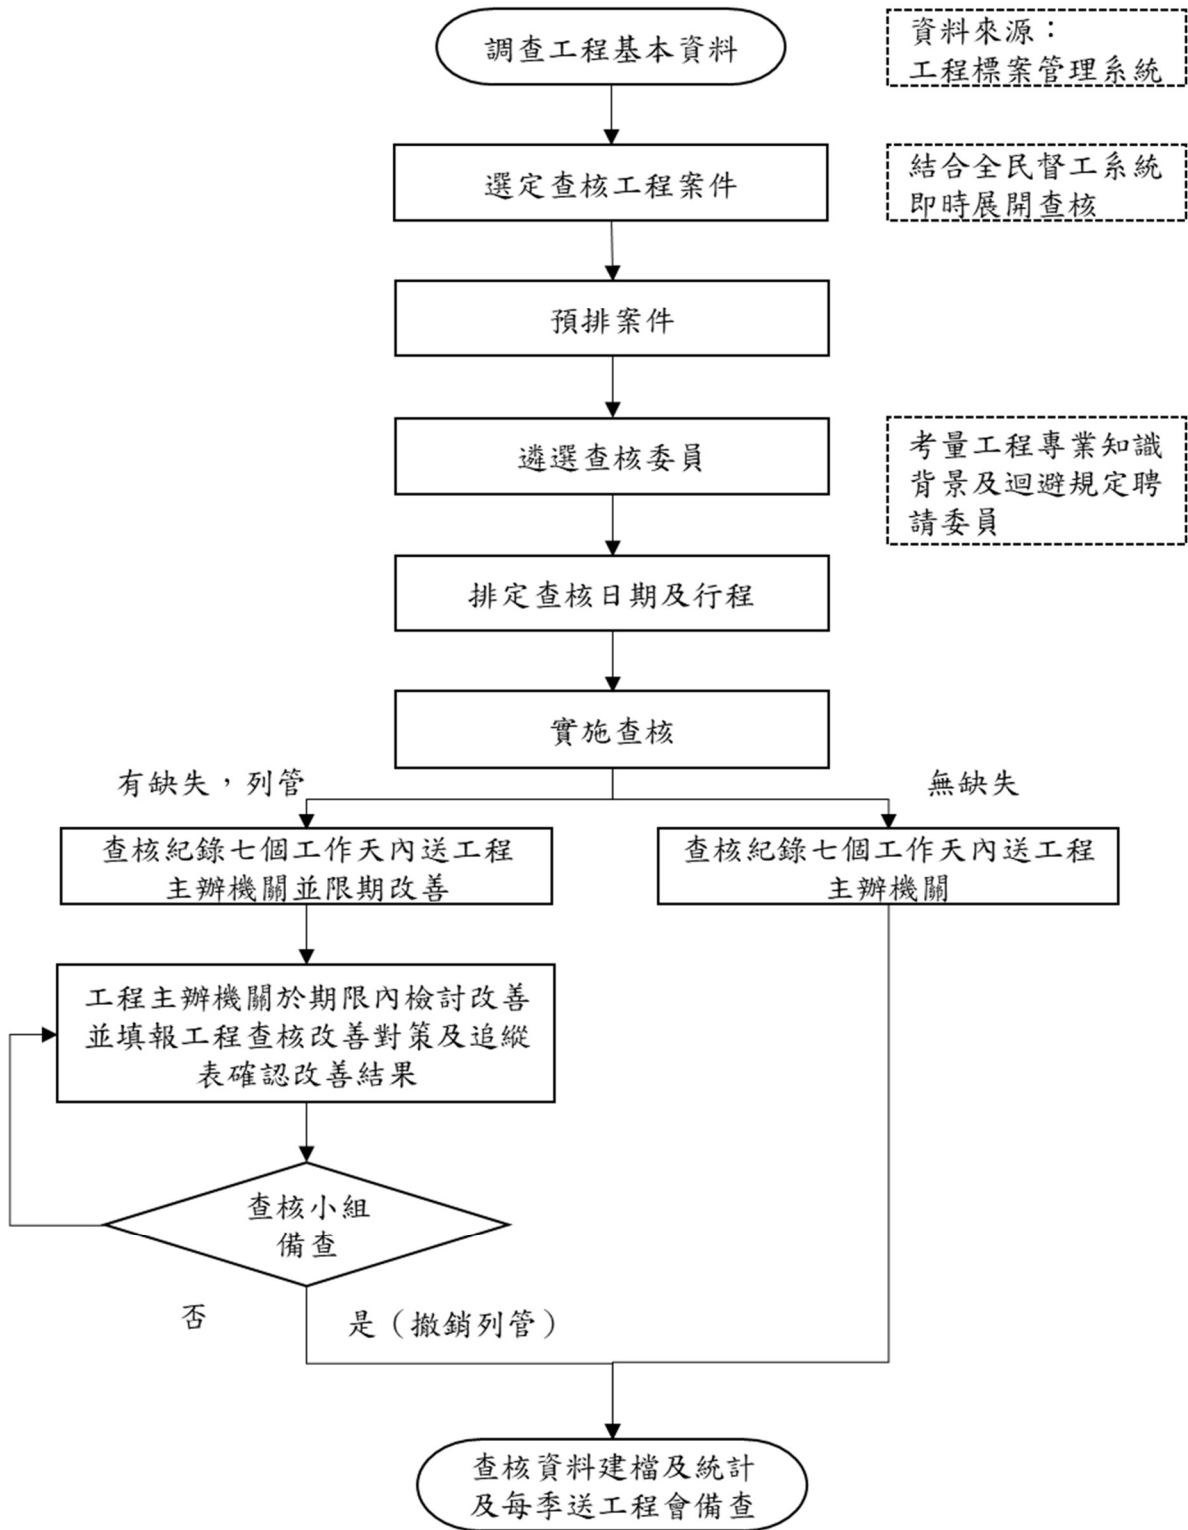 調查工程基本資料
資料來源：
工程標案管理系統
選定查核工程案件
結合全民督工系統
即時展開查核
預排案件
遴選查核委員
考量工程專業知識
背景及迴避規定聘
請委員
排定查核日期及行程
實施查核
有缺失，列管
無缺失
查核紀錄七個工作天內送工程
主辦機關並限期改善
查核紀錄七個工作天內送工程
主辦機關
工程主辦機關於期限內檢討改善
並填報工程查核改善對策及追縱
表確認改善結果
查核小組
備查
否
是（撤銷列管）
查核資料建檔及統計
及每季送工程會備查